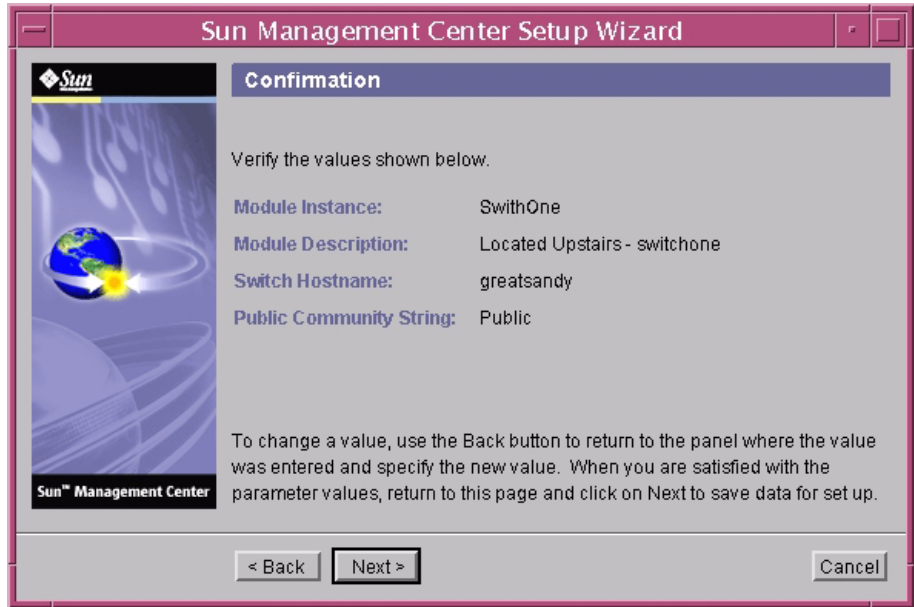 Sun Management Center Setup Wizard
Sun
Confirmation
Verify the values shown below.
Module Instance: SwithOne
Module Description: Located Upstairs - switchone
Switch Hostname: greatsandy
Public Community String: Public
To change a value, use the Back button to return to the panel where the value
was entered and specify the new value. When you are satisfied with the
parameter values, return to this page and click on Next to save data for set up.
Sun™ Management Center
< Back Next > Cancel